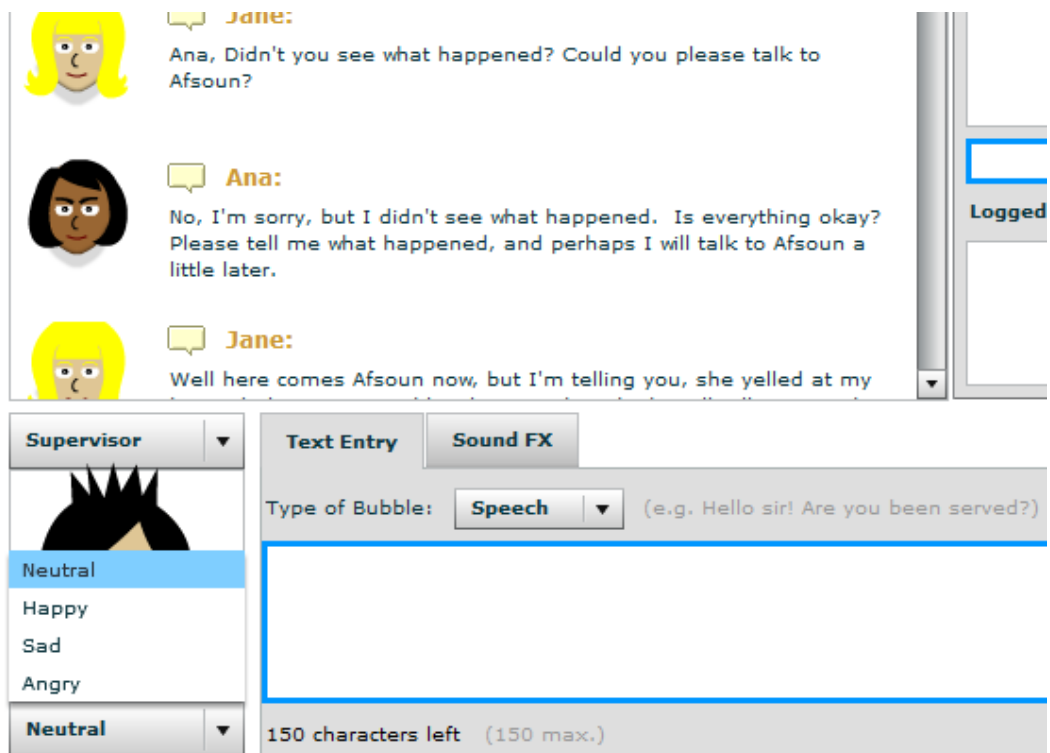 Jane:
Ana, Didn't you see what happened? Could you please talk to
Afsoun?
Ana:
No, I'm sorry, but I didn't see what happened.  Is everything okay?
Please tell me what happened, and perhaps I will talk to Afsoun a
little later.
Logged
Jane:
Well here comes Afsoun now, but I'm telling you, she yelled at my
Supervisor
Text Entry
Sound FX
Type of Bubble: Speech (e.g. Hello sir! Are you been served?)
Neutral
Happy
Sad
Angry
Neutral
150 characters left (150 max.)